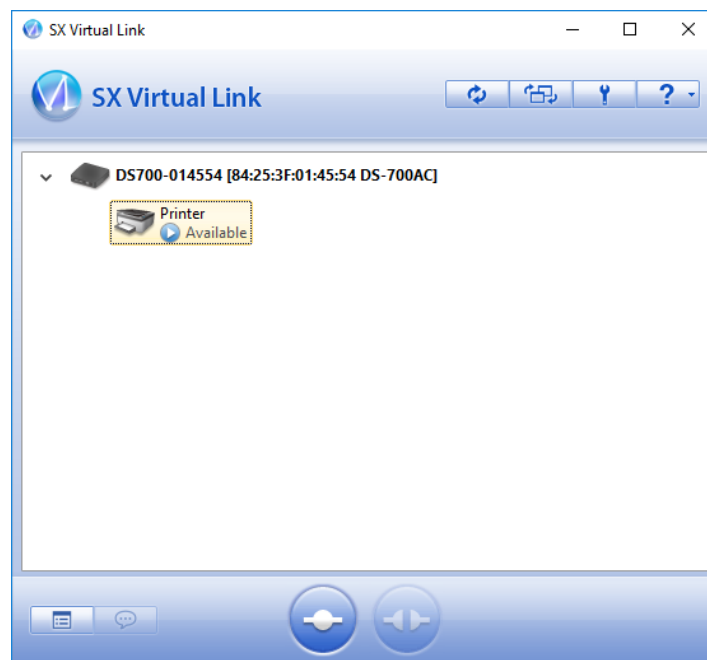 SX Virtual Link
SX Virtual Link
?
DS700-014554 [84:25:3F:01:45:54 DS-700AC]
Printer
Available